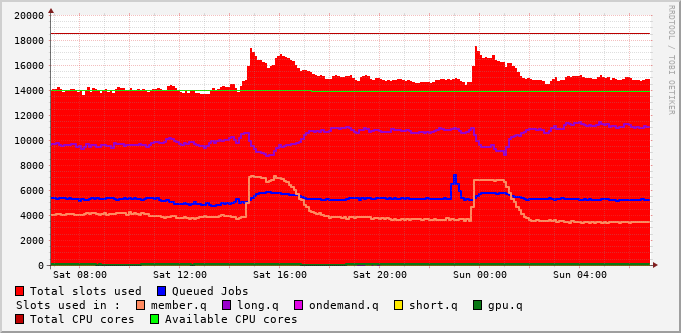 20000
18000
16000
14000
12000
10000
8000
6000
4000
2000
0
Sat 08:00 Sat 12:00 Sat 16:00 Sat 20:00 Sun 00:00 Sun 04:00
RRDTOOL / TOBI OETIKER
Total slots used Queued Jobs
Slots used in : member.q long.q ondemand.q short.q gpu.q
Total CPU cores Available CPU cores